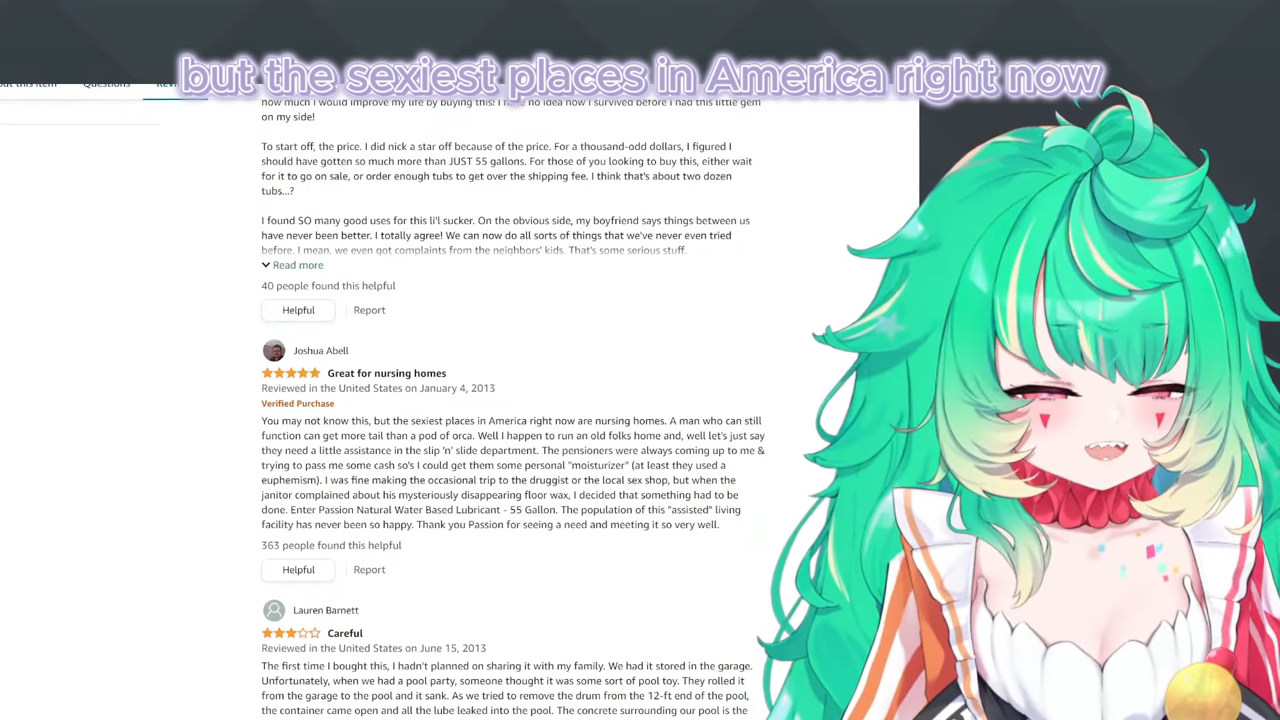 but the sexiest places in America right now
Questions
how much I would improve my life by buying this! I have no idea how I survived before I had this little gem
on my side!
To start off, the price. I did nick a star off because of the price. For a thousand-odd dollars, I figured I
should have gotten so much more than JUST 55 gallons. For those of you looking to buy this, either wait
for it to go on sale, or order enough tubs to get over the shipping fee. I think that's about two dozen
tubs...?
I found SO many good uses for this li'l sucker. On the obvious side, my boyfriend says things between us
have never been better. I totally agree! We can now do all sorts of things that we've never even tried
before. I mean, we even got complaints from the neighbors' kids. That's some serious stuff.
Read more
40 people found this helpful
Helpful
Report
Joshua Abell
Great for nursing homes
Reviewed in the United States on January 4, 2013
Verified Purchase
You may not know this, but the sexiest places in America right now are nursing homes. A man who can still
function can get more tail than a pod of orca. Well I happen to run an old folks home and, well let's just say
they need a little assistance in the slip 'n' slide department. The pensioners were always coming up to me &
trying to pass me some cash so's I could get them some personal "moisturizer" (at least they used a
euphemism). I was fine making the occasional trip to the druggist or the local sex shop, but when the
janitor complained about his mysteriously disappearing floor wax, I decided that something had to be
done. Enter Passion Natural Water Based Lubricant - 55 Gallon. The population of this "assisted" living
facility has never been so happy. Thank you Passion for seeing a need and meeting it so very well.
363 people found this helpful
Helpful
Report
Lauren Barnett
Careful
Reviewed in the United States on June 15, 2013
The first time I bought this, I hadn't planned on sharing it with my family. We had it stored in the garage.
Unfortunately, when we had a pool party, someone thought it was some sort of pool toy. They rolled it
from the garage to the pool and it sank. As we tried to remove the drum from the 12-ft end of the pool,
the container came open and all the lube leaked into the pool. The concrete surrounding our pool is the